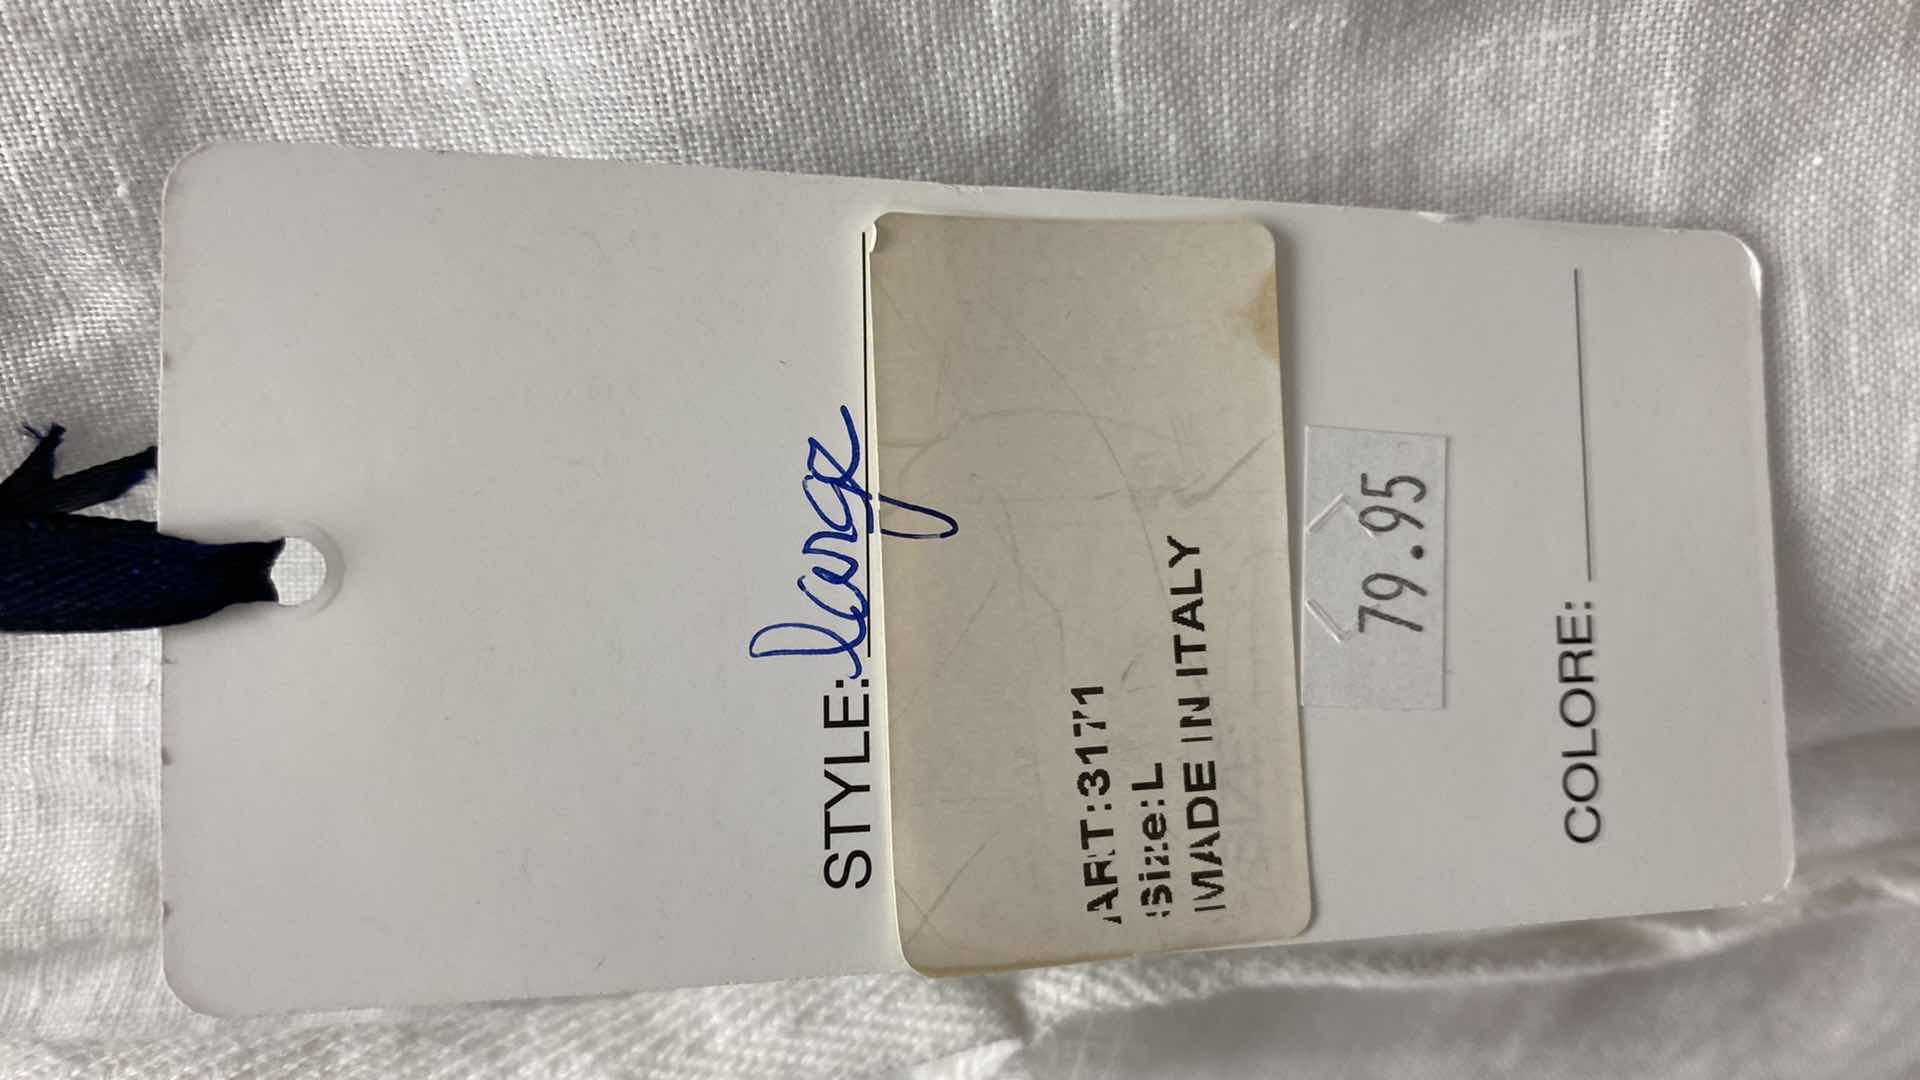 STYLE: large
ART:3171
Size:L
MADE IN ITALY
79.95
COLORE: